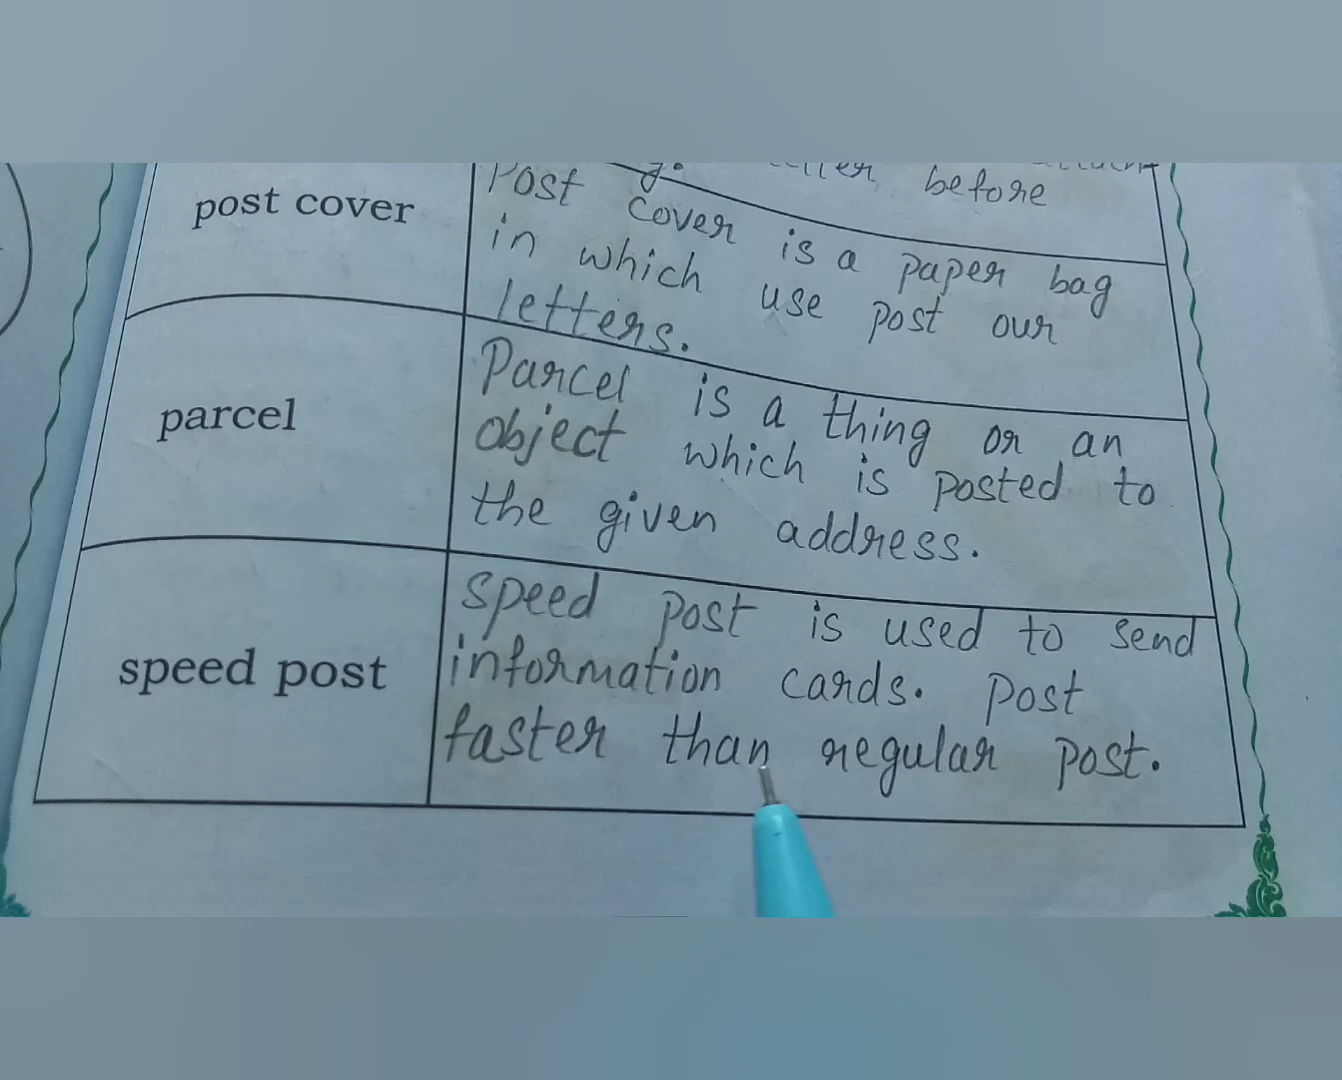 before
post cover
Post cover is a paper bag
in which use post our
letters.
parcel
Parcel is a thing or an
object which is posted to
the given address.
speed post
speed post is used to send
information cards. Post
faster than regular post.